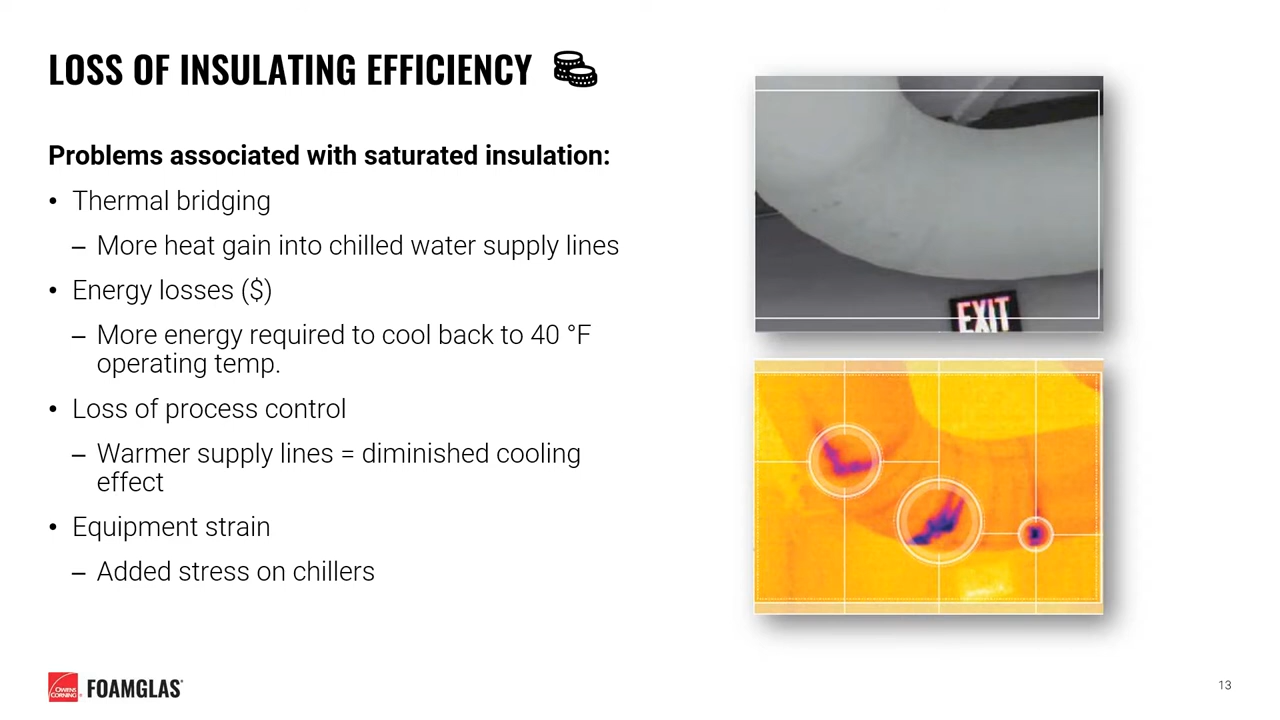 LOSS OF INSULATING EFFICIENCY
Problems associated with saturated insulation:
• Thermal bridging
– More heat gain into chilled water supply lines
• Energy losses ($)
– More energy required to cool back to 40 °F
operating temp.
• Loss of process control
– Warmer supply lines = diminished cooling
effect
• Equipment strain
– Added stress on chillers
EXIT
OWENS
CORNING
FOAMGLAS®
13